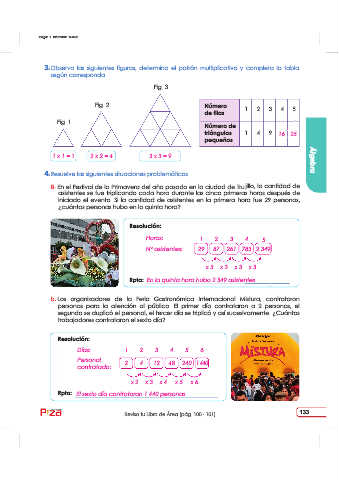 3. Observa las siguientes figuras, determina el patrón multiplicativo y completa la tabla
según corresponda
Fig. 3
Fig. 2
Fig. 1
1 x 1 = 1
2 x 2 = 4
3 x 3 = 9
Número de filas 1 2 3 4 5
Número de triángulos pequeños 1 4 9 16 25
Álgebra
4. Resuelve las siguientes situaciones problemáticas
a. En el Festival de la Primavera del año pasado en la ciudad de Trujillo, la cantidad de
asistentes se fue triplicando cada hora durante las cinco primeras horas después de
iniciado el evento. Si la cantidad de asistentes en la primera hora fue 29 personas,
¿cuántas personas hubo en la quinta hora?
Resolución:
Horas: 1 2 3 4 5
N° asistentes: 29 87 261 783 2 349
x 3 x 3 x 3 x 3
Rpta: En la quinta hora hubo 2 349 asistentes
b. Los organizadores de la Feria Gastronómica Internacional Mistura, contrataron
personas para la atención al público. El primer día contrataron a 2 personas, el
segundo se duplicó el personal, el tercer día se triplicó y así sucesivamente. ¿Cuántos
trabajadores contrataron el sexto día?
Resolución:
Días: 1 2 3 4 5 6
Personal contratado: 2 4 12 48 240 1 440
x 2 x 3 x 4 x 5 x 6
Rpta: El sexto día contrataron 1 440 personas
MISTURA
Revisa tu Libro de Área (pág. 100 - 101)
133